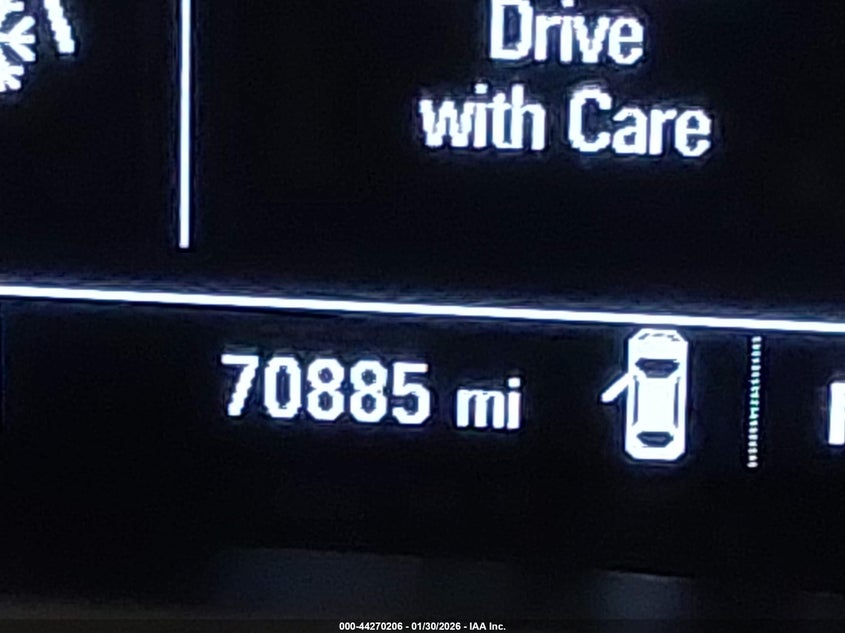 Drive
with Care
70885 mi
000-44270206 - 01/30/2026 - IAA Inc.